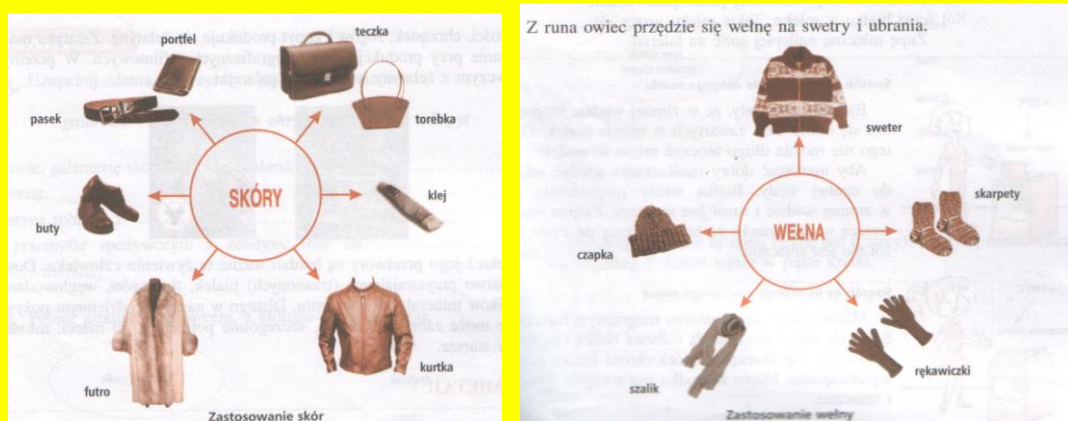 portfel
teczka
pasek
torebka
SKÓRY
klej
buty
futro
kurtka
Zastosowanie skór
Z runa owiec przędzie się wełnę na swetry i ubrania.
sweter
skarpety
WEŁNA
czapka
szalik
rękawiczki
Zastosowanie wełny